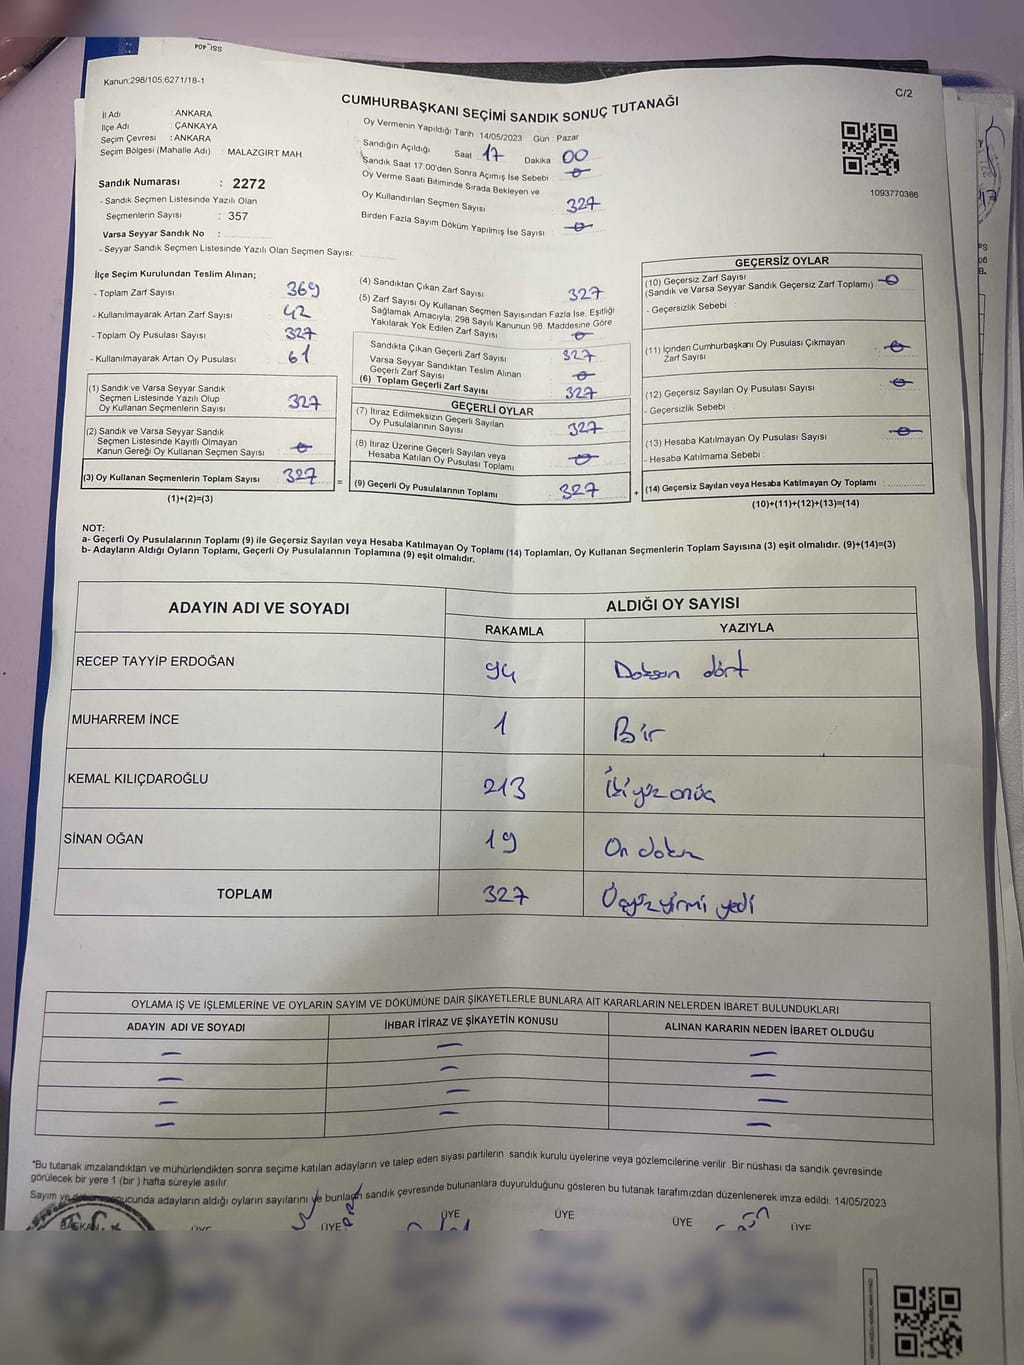 Kanun:298/105,6271/18-1
C/2
CUMHURBAŞKANI SEÇİMİ SANDIK SONUÇ TUTANAĞI
İl Adı : ANKARA
İlçe Adı : ÇANKAYA
Seçim Çevresi : ANKARA
Seçim Bölgesi (Mahalle Adı) : MALAZGİRT MAH.
Sandık Numarası : 2272
- Sandık Seçmen Listesinde Yazılı Olan
Seçmenlerin Sayısı : 357
Varsa Seyyar Sandık No :
- Seyyar Sandık Seçmen Listesinde Yazılı Olan Seçmen Sayısı:
Oy Vermenin Yapıldığı Tarih :14/05/2023 Gün : Pazar
Sandığın Açıldığı Saat 17 Dakika 00
Sandık Saat 17:00'den Sonra Açımış İse Sebebi :
Oy Verme Saati Bitiminde Sırada Bekleyen ve
Oy Kullandırılan Seçmen Sayısı : 327
Birden Fazla Sayım Döküm Yapılmış İse Sayısı :
1093770386
İlçe Seçim Kurulundan Teslim Alınan;
- Toplam Zarf Sayısı : 369
- Kullanılmayarak Artan Zarf Sayısı : 42
- Toplam Oy Pusulası Sayısı : 327
- Kullanılmayarak Artan Oy Pusulası : 61
(1) Sandık ve Varsa Seyyar Sandık
Seçmen Listesinde Yazılı Olup
Oy Kullanan Seçmenlerin Sayısı : 327
(2) Sandık ve Varsa Seyyar Sandık
Seçmen Listesinde Kayıtlı Olmayan
Kanun Gereği Oy Kullanan Seçmen Sayısı :
(3) Oy Kullanan Seçmenlerin Toplam Sayısı : 327
(1)+(2)=(3)
(4) Sandıktan Çıkan Zarf Sayısı : 327
(5) Zarf Sayısı Oy Kullanan Seçmen Sayısından Fazla İse, Eşitliği
Sağlamak Amacıyla; 298 Sayılı Kanunun 98. Maddesine Göre
Yakılarak Yok Edilen Zarf Sayısı :
Sandıkta Çıkan Geçerli Zarf Sayısı : 327
Varsa Seyyar Sandıktan Teslim Alınan
Geçerli Zarf Sayısı :
(6) Toplam Geçerli Zarf Sayısı : 327
GEÇERLİ OYLAR
(7) İtiraz Edilmeksizin Geçerli Sayılan
Oy Pusulalarının Sayısı : 327
(8) İtiraz Üzerine Geçerli Sayılan veya
Hesaba Katılan Oy Pusulası Toplamı :
=
(9) Geçerli Oy Pusulalarının Toplamı : 327
+
GEÇERSİZ OYLAR
(10) Geçersiz Zarf Sayısı
(Sandık ve Varsa Seyyar Sandık Geçersiz Zarf Toplamı) :
- Geçersizlik Sebebi :
(11) İçinden Cumhurbaşkanı Oy Pusulası Çıkmayan
Zarf Sayısı :
(12) Geçersiz Sayılan Oy Pusulası Sayısı :
- Geçersizlik Sebebi :
(13) Hesaba Katılmayan Oy Pusulası Sayısı :
- Hesaba Katılmama Sebebi :
(14) Geçersiz Sayılan veya Hesaba Katılmayan Oy Toplamı :
(10)+(11)+(12)+(13)=(14)
NOT:
a- Geçerli Oy Pusulalarının Toplamı (9) ile Geçersiz Sayılan veya Hesaba Katılmayan Oy Toplamı (14) Toplamları, Oy Kullanan Seçmenlerin Toplam Sayısına (3) eşit olmalıdır. (9)+(14)=(3)
b- Adayların Aldığı Oyların Toplamı, Geçerli Oy Pusulalarının Toplamına (9) eşit olmalıdır.
ADAYIN ADI VE SOYADI
ALDIĞI OY SAYISI
RAKAMLA YAZIYLA
RECEP TAYYİP ERDOĞAN 94 Doksan dört
MUHARREM İNCE 1 Bir
KEMAL KILIÇDAROĞLU 213 İkiyüz onüç
SİNAN OĞAN 19 On dokuz
TOPLAM 327 Üçyüz yirmi yedi
OYLAMA İŞ VE İŞLEMLERİNE VE OYLARIN SAYIM VE DÖKÜMÜNE DAİR ŞİKAYETLERLE BUNLARA AİT KARARLARIN NELERDEN İBARET BULUNDUKLARI
ADAYIN ADI VE SOYADI İHBAR İTİRAZ VE ŞİKAYETİN KONUSU ALINAN KARARIN NEDEN İBARET OLDUĞU
— — —
— — —
— — —
— — —
*Bu tutanak imzalandıktan ve mühürlendikten sonra seçime katılan adayların ve talep eden siyasi partilerin sandık kurulu üyelerine veya gözlemcilerine verilir. Bir nüshası da sandık çevresinde
görülecek bir yere 1 (bir ) hafta süreyle asılır.
Sayım ve dökümü sonucunda adayların aldığı oyların sayılarını ve bunların sandık çevresinde bulunanlara duyurulduğunu gösteren bu tutanak tarafımızdan düzenlenerek imza edildi. 14/05/2023
BAŞKAN ÜYE ÜYE ÜYE ÜYE ÜYE ÜYE